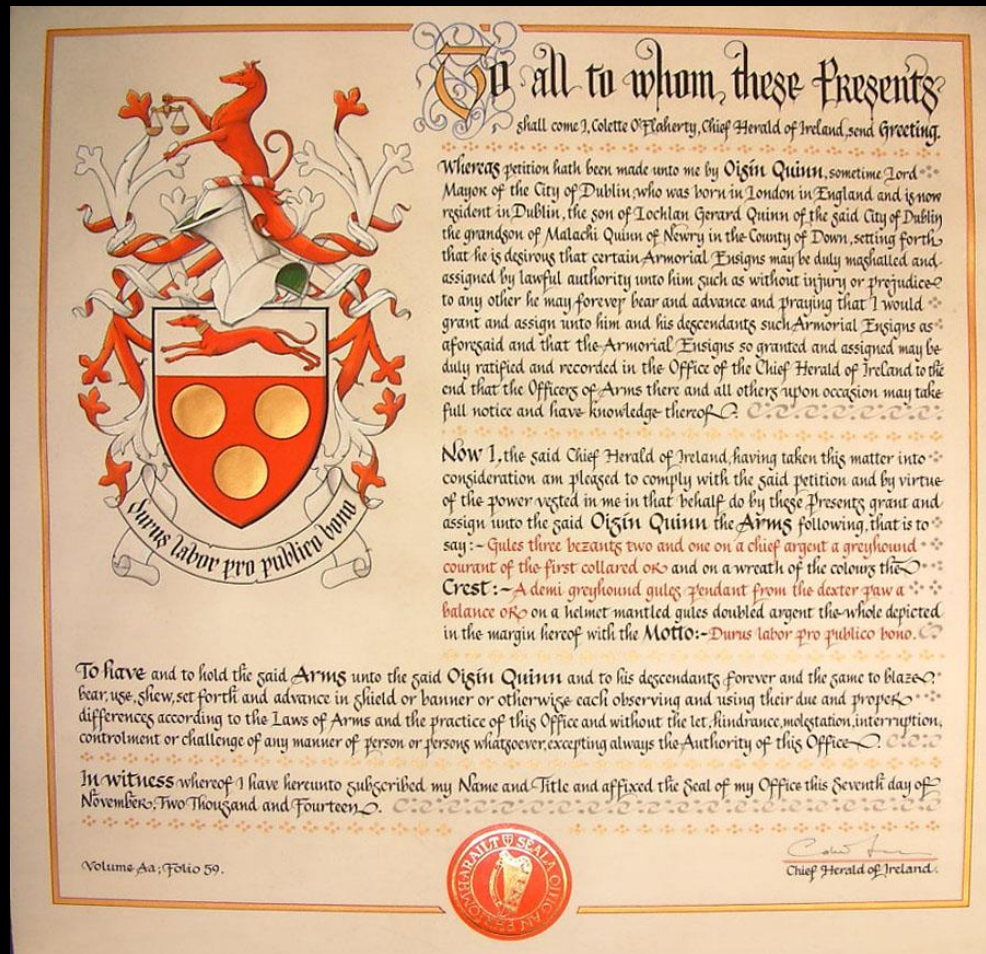 To all to whom these Presents
shall come I, Colette O'Flaherty, Chief Herald of Ireland, send Greeting.
Whereas petition hath been made unto me by Oisín Quinn, sometime Lord
Mayor of the City of Dublin, who was born in London in England and is now
resident in Dublin, the son of Lochlan Gerard Quinn of the said City of Dublin
the grandson of Malachi Quinn of Newry in the County of Down, setting forth
that he is desirous that certain Armorial Ensigns may be duly mashalled and
assigned by lawful authority unto him such as without injury or prejudice
to any other he may forever bear and advance and praying that I would
grant and assign unto him and his descendants such Armorial Ensigns as
aforesaid and that the Armorial Ensigns so granted and assigned may be
duly ratified and recorded in the Office of the Chief Herald of Ireland to the
end that the Officers of Arms there and all others upon occasion may take
full notice and have knowledge thereof.
Now I, the said Chief Herald of Ireland, having taken this matter into
consideration am pleased to comply with the said petition and by virtue
of the power vested in me in that behalf do by these Presents grant and
assign unto the said Oisín Quinn the Arms following, that is to
say:- Gules three bezants two and one on a chief argent a greyhound
courant of the first collared or and on a wreath of the colours the
Crest:- A demi greyhound gules pendant from the dexter paw a
balance or on a helmet mantled gules doubled argent the whole depicted
in the margin hereof with the Motto:- Durus labor pro publico bono.
durus labor pro publico bono
To have and to hold the said Arms unto the said Oisín Quinn and to his descendants forever and the same to blaze,
bear, use, shew, set forth and advance in shield or banner or otherwise each observing and using their due and proper
differences according to the Laws of Arms and the practice of this Office and without the let, hindrance, molestation, interruption,
controlment or challenge of any manner of person or persons whatsoever, excepting always the Authority of this Office.
In witness whereof I have hereunto subscribed my Name and Title and affixed the Seal of my Office this Seventh day of
November, Two Thousand and Fourteen.
Volume Aa; Folio 59.
Chief Herald of Ireland.
SÉALA OIFIG AN PHRÍOMHARAILT